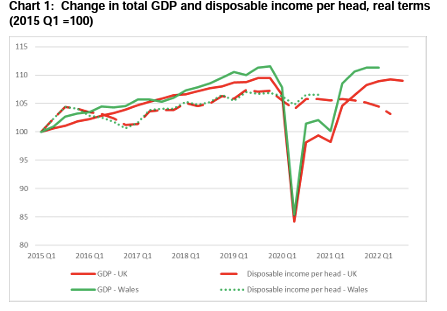 Chart 1:  Change in total GDP and disposable income per head, real terms
(2015 Q1 =100)
115
110
105
100
95
90
85
80
2015 Q1 2016 Q1 2017 Q1 2018 Q1 2019 Q1 2020 Q1 2021 Q1 2022 Q1
GDP - UK
Disposable income per head - UK
GDP - Wales
Disposable income per head - Wales